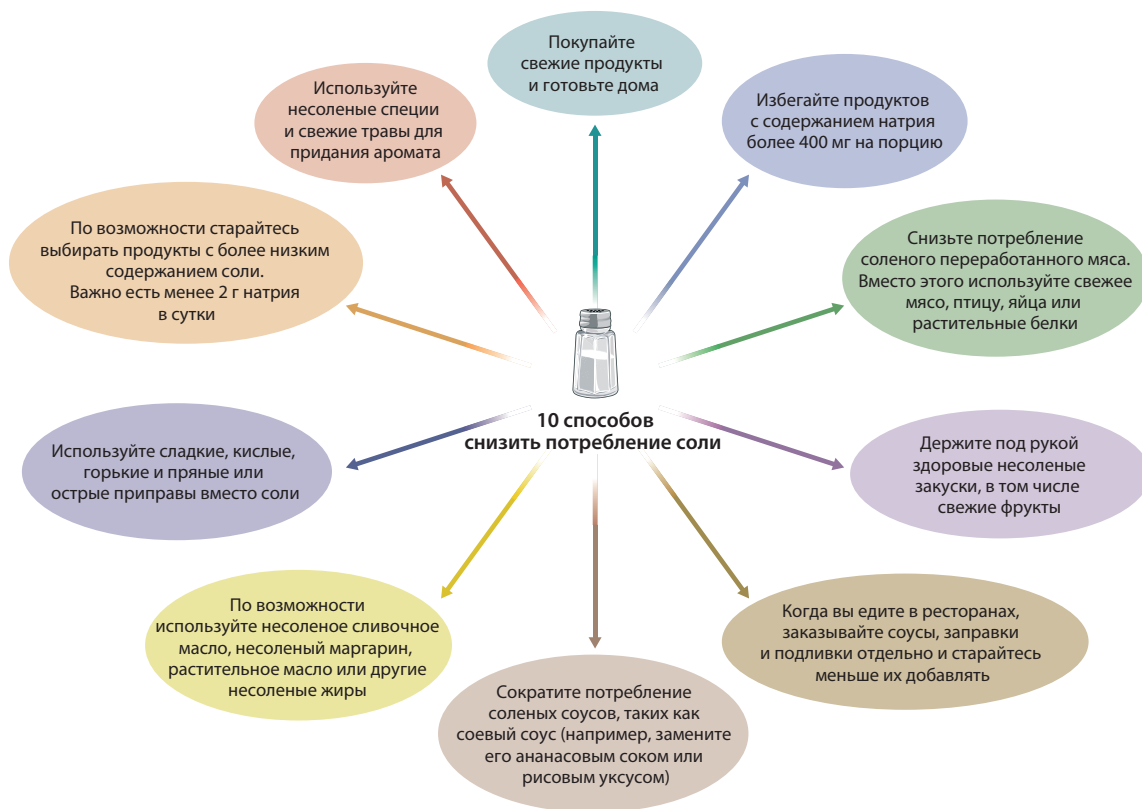 Покупайте
свежие продукты
и готовьте дома
Используйте
несоленые специи
и свежие травы для
придания аромата
Избегайте продуктов
с содержанием натрия
более 400 мг на порцию
По возможности старайтесь
выбирать продукты с более низким
содержанием соли.
Важно есть менее 2 г натрия
в сутки
Снизьте потребление
соленого переработанного мяса.
Вместо этого используйте свежее
мясо, птицу, яйца или
растительные белки
10 способов
снизить потребление соли
Используйте сладкие, кислые,
горькие и пряные или
острые приправы вместо соли
Держите под рукой
здоровые несоленые
закуски, в том числе
свежие фрукты
По возможности
используйте несоленое сливочное
масло, несоленый маргарин,
растительное масло или другие
несоленые жиры
Когда вы едите в ресторанах,
заказывайте соусы, заправки
и подливки отдельно и старайтесь
меньше их добавлять
Сократите потребление
соленых соусов, таких как
соевый соус (например, замените
его ананасовым соком или
рисовым уксусом)